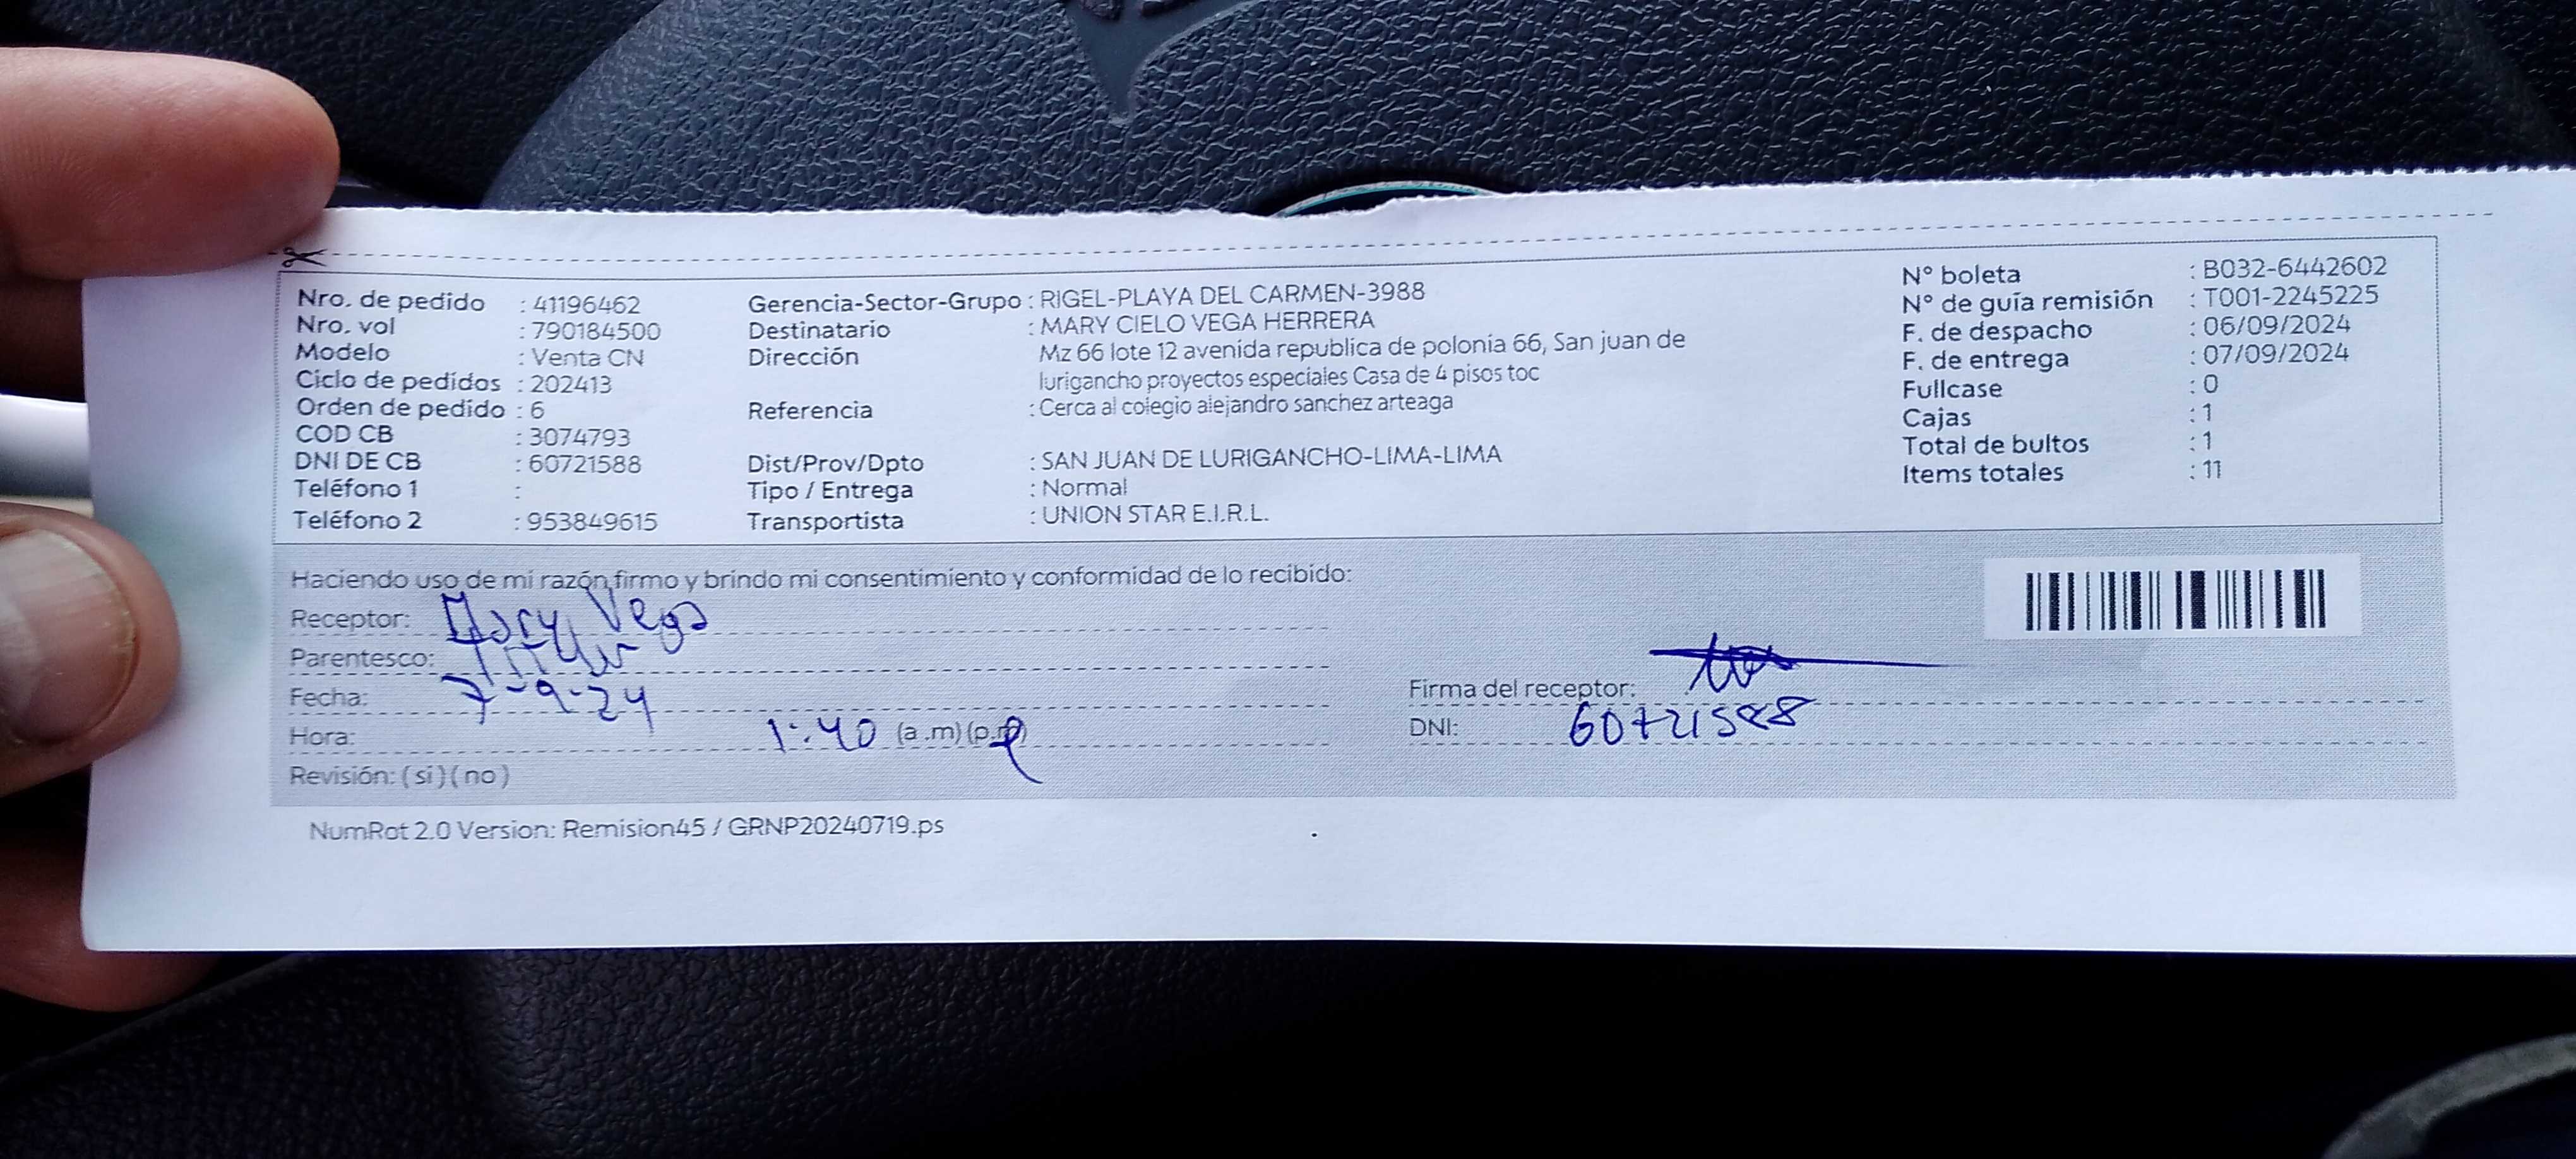 Nro. de pedido : 41196462
Nro. vol : 790184500
Modelo : Venta CN
Ciclo de pedidos : 202413
Orden de pedido : 6
COD CB : 3074793
DNI DE CB : 60721588
Teléfono 1 :
Teléfono 2 : 953849615
Gerencia-Sector-Grupo : RIGEL-PLAYA DEL CARMEN-3988
Destinatario : MARY CIELO VEGA HERRERA
Dirección Mz 66 lote 12 avenida republica de polonia 66, San juan de
lurigancho proyectos especiales Casa de 4 pisos toc
Referencia : Cerca al colegio alejandro sanchez arteaga
Dist/Prov/Dpto : SAN JUAN DE LURIGANCHO-LIMA-LIMA
Tipo / Entrega : Normal
Transportista : UNION STAR E.I.R.L.
N° boleta : B032-6442602
N° de guía remisión : T001-2245225
F. de despacho : 06/09/2024
F. de entrega : 07/09/2024
Fullcase : 0
Cajas : 1
Total de bultos : 1
Items totales : 11
Haciendo uso de mi razón firmo y brindo mi consentimiento y conformidad de lo recibido:
Receptor: Mary Vega
Parentesco:
Fecha: 7-9-24
Hora: 1:40 (a.m) (p.m)
Revisión: (si) (no)
Firma del receptor:
DNI: 60721588
NumRot 2.0 Version: Remision45 / GRNP20240719.ps